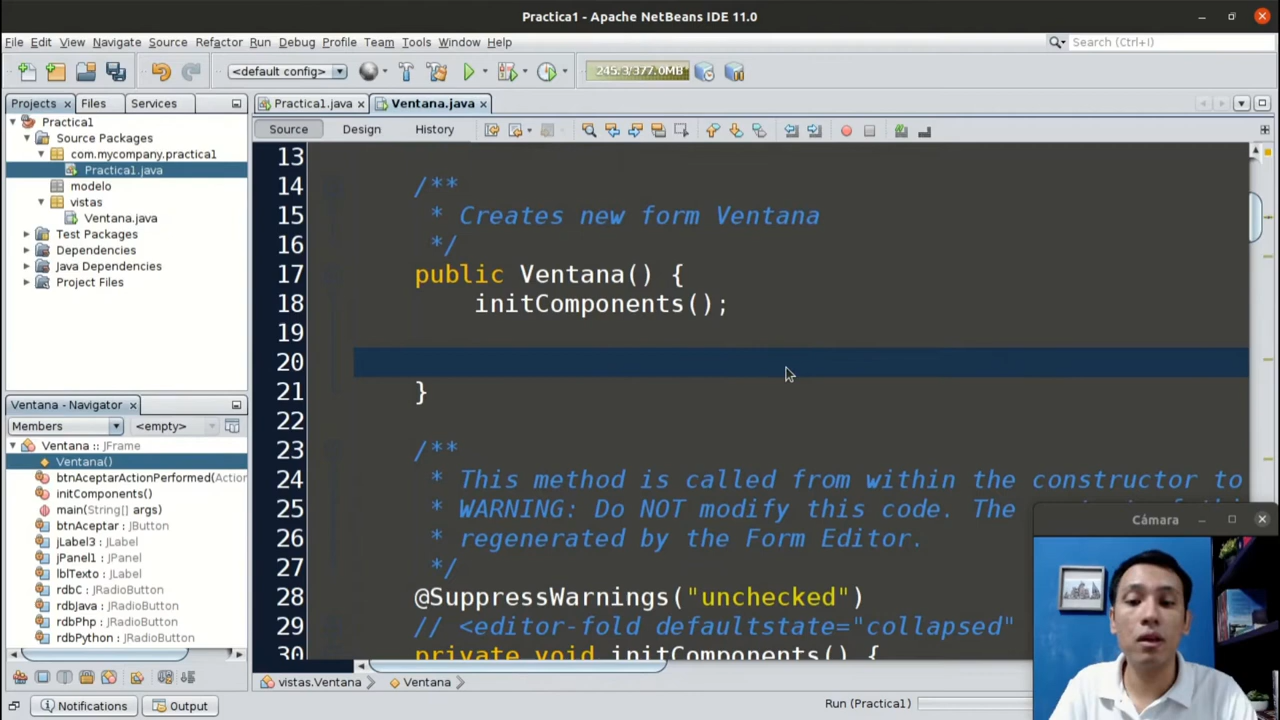 Practica1 - Apache NetBeans IDE 11.0
File Edit View Navigate Source Refactor Run Debug Profile Team Tools Window Help
Search (Ctrl+I)
<default config>
245.3/377.0MB
Projects Files Services
Practica1.java Ventana.java
Source Design History
Practica1
Source Packages
com.mycompany.practica1
Practica1.java
modelo
vistas
Ventana.java
Test Packages
Dependencies
Java Dependencies
Project Files
Ventana - Navigator
Members <empty>
Ventana :: JFrame
Ventana()
btnAceptarActionPerformed(Action
initComponents()
main(String[] args)
btnAceptar : JButton
jLabel3 : JLabel
jPanel1 : JPanel
lblTexto : JLabel
rdbC : JRadioButton
rdbJava : JRadioButton
rdbPhp : JRadioButton
rdbPython : JRadioButton
13
14 /**
15 * Creates new form Ventana
16 */
17 public Ventana() {
18 initComponents();
19
20
21 }
22
23 /**
24 * This method is called from within the constructor to
25 * WARNING: Do NOT modify this code. The
26 * regenerated by the Form Editor.
27 */
28 @SuppressWarnings("unchecked")
29 // <editor-fold defaultstate="collapsed"
30 private void initComponents() {
vistas.Ventana Ventana
Notifications Output
Run (Practica1)
Cámara